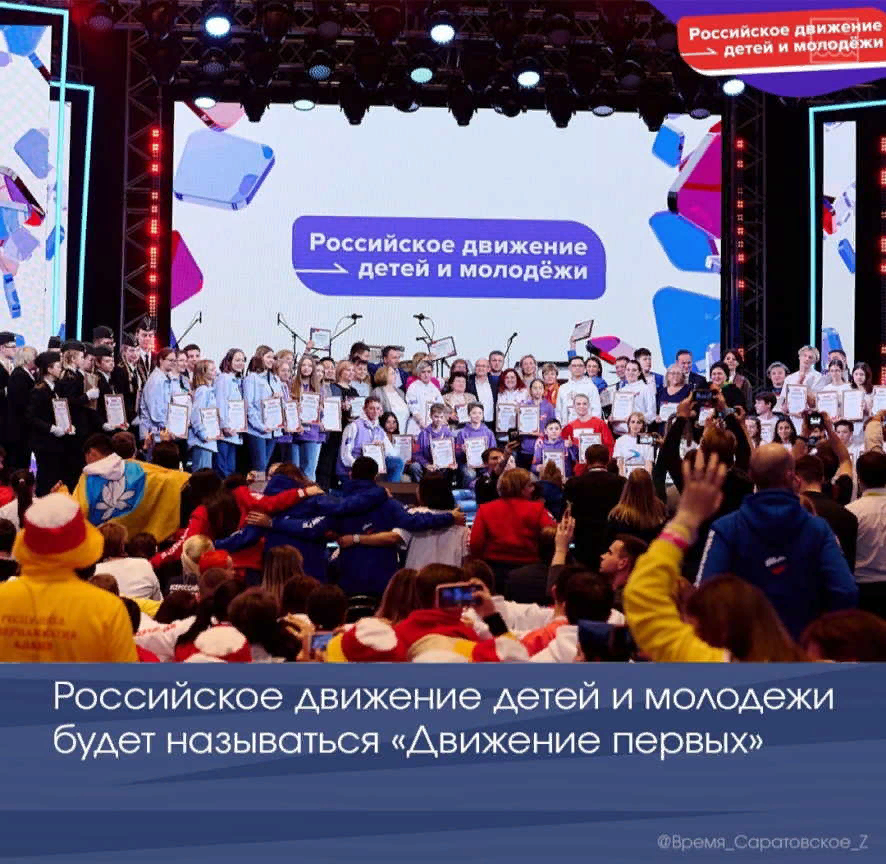 Российское движение
детей и молодёжи
Российское движение
детей и молодёжи
Российское движение детей и молодежи
будет называться «Движение первых»
@Время_Саратовское_Z